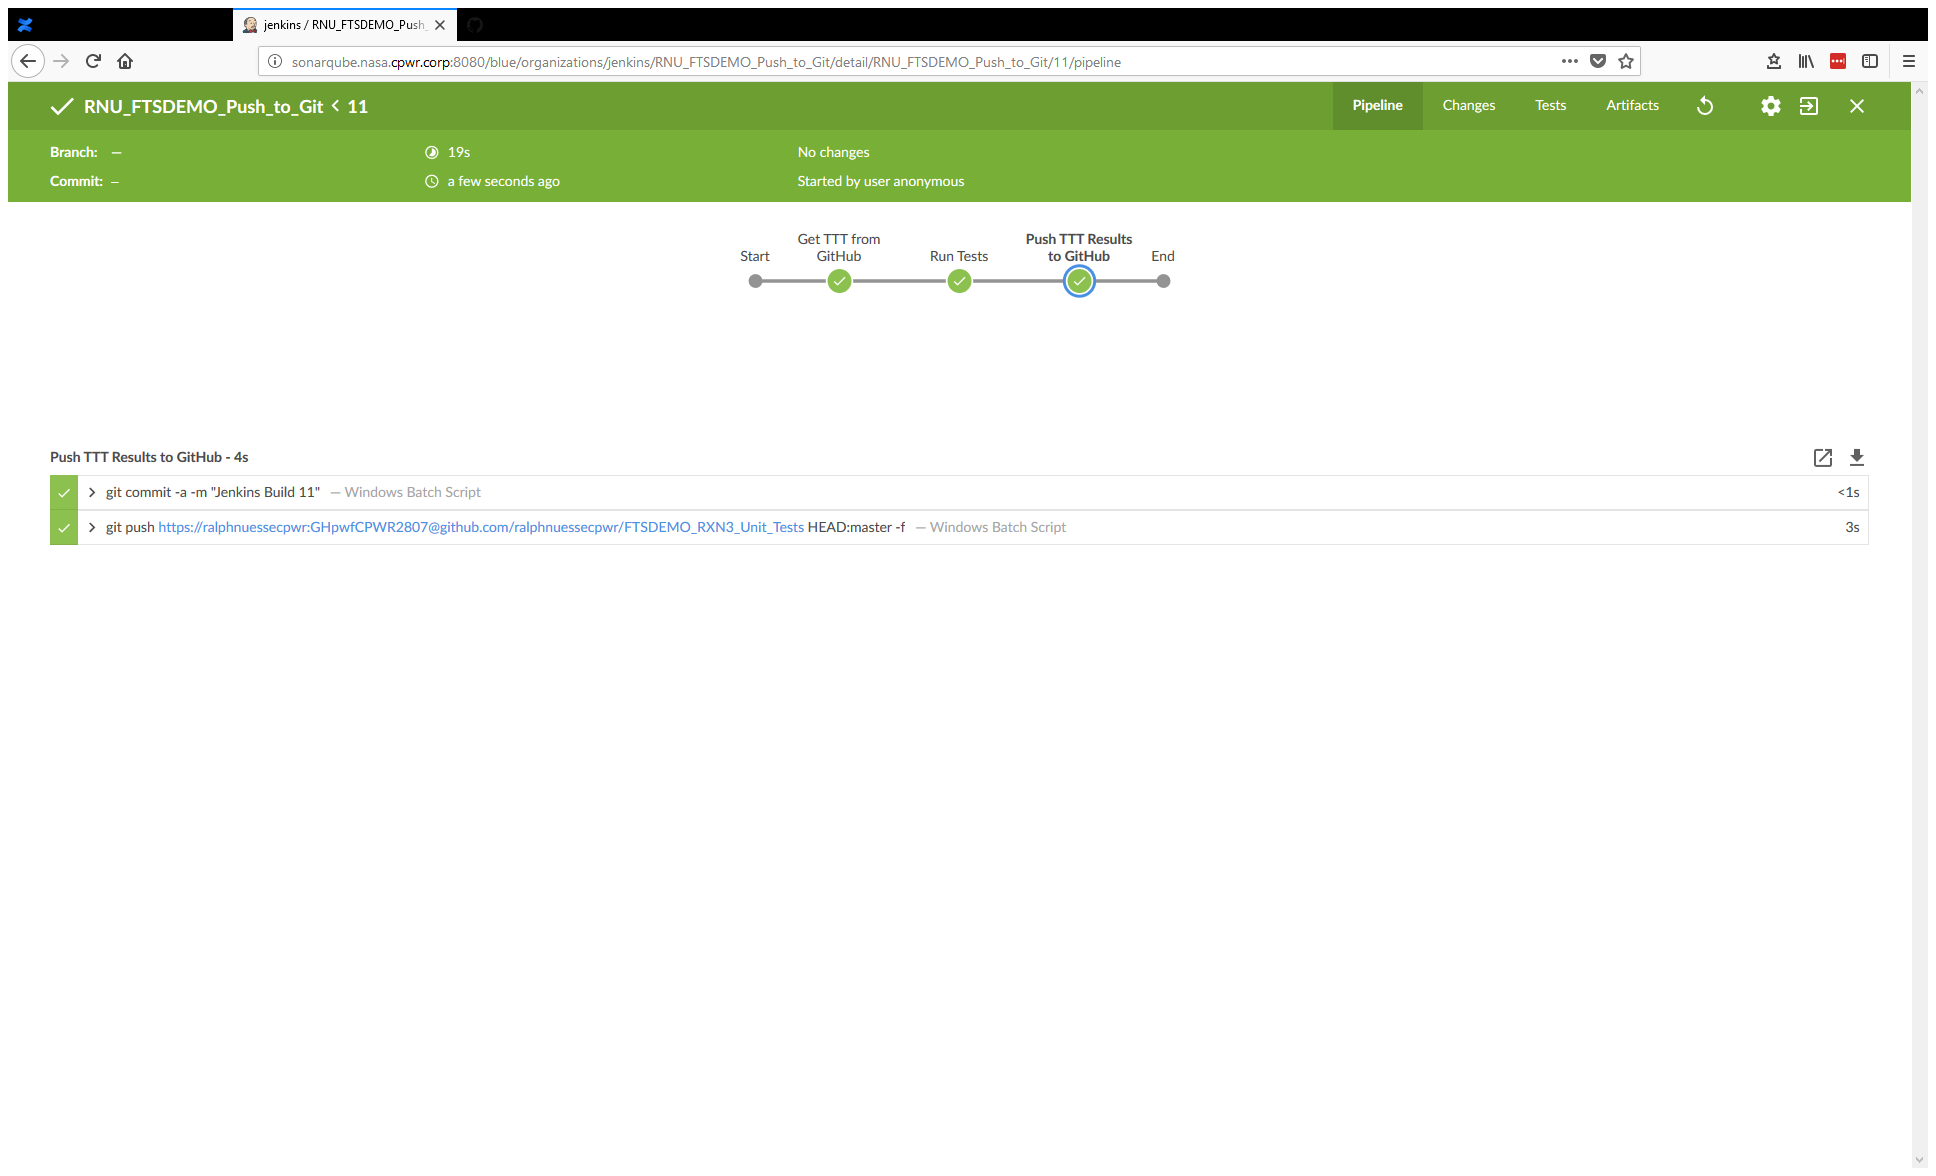 jenkins / RNU_FTSDEMO_Push_
sonarqube.nasa.cpwr.corp:8080/blue/organizations/jenkins/RNU_FTSDEMO_Push_to_Git/detail/RNU_FTSDEMO_Push_to_Git/11/pipeline
RNU_FTSDEMO_Push_to_Git < 11
Pipeline Changes Tests Artifacts
Branch: — 19s No changes
Commit: – a few seconds ago Started by user anonymous
Get TTT from Push TTT Results
Start GitHub Run Tests to GitHub End
Push TTT Results to GitHub - 4s
git commit -a -m "Jenkins Build 11" — Windows Batch Script <1s
git push https://ralphnuessecpwr:GHpwfCPWR2807@github.com/ralphnuessecpwr/FTSDEMO_RXN3_Unit_Tests HEAD:master -f — Windows Batch Script 3s